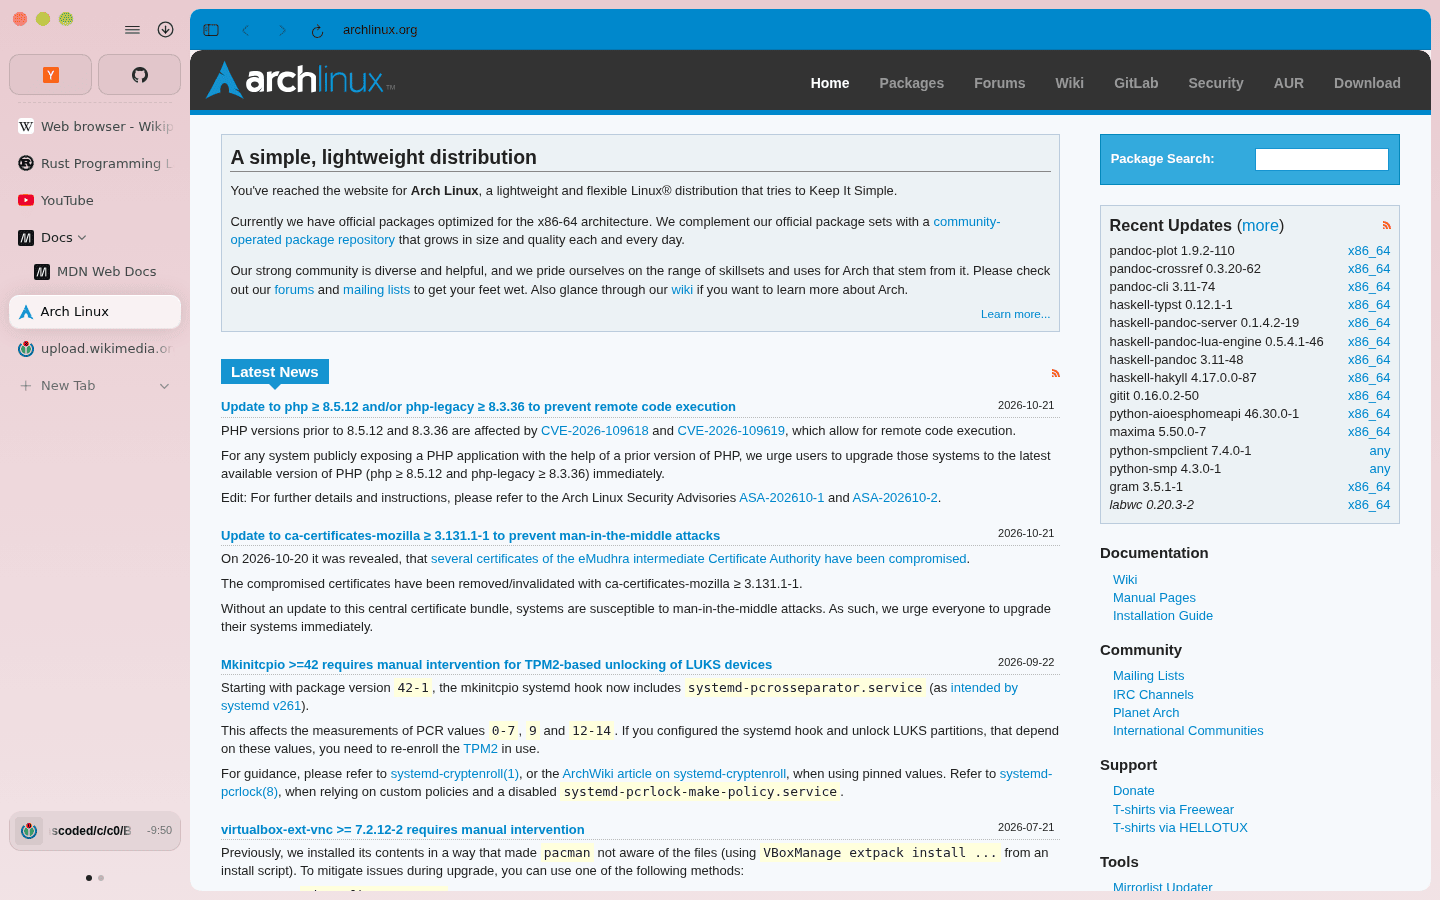 archlinux.org
Web browser - Wikip
Rust Programming L
YouTube
Docs
MDN Web Docs
Arch Linux
upload.wikimedia.or
New Tab
scoded/c/c0/B
-9:50
archlinux TM
Home
Packages
Forums
Wiki
GitLab
Security
AUR
Download
A simple, lightweight distribution
You've reached the website for Arch Linux, a lightweight and flexible Linux® distribution that tries to Keep It Simple.
Currently we have official packages optimized for the x86-64 architecture. We complement our official package sets with a community-
operated package repository that grows in size and quality each and every day.
Our strong community is diverse and helpful, and we pride ourselves on the range of skillsets and uses for Arch that stem from it. Please check
out our forums and mailing lists to get your feet wet. Also glance through our wiki if you want to learn more about Arch.
Learn more...
Latest News
Update to php ≥ 8.5.12 and/or php-legacy ≥ 8.3.36 to prevent remote code execution
2026-10-21
PHP versions prior to 8.5.12 and 8.3.36 are affected by CVE-2026-109618 and CVE-2026-109619, which allow for remote code execution.
For any system publicly exposing a PHP application with the help of a prior version of PHP, we urge users to upgrade those systems to the latest
available version of PHP (php ≥ 8.5.12 and php-legacy ≥ 8.3.36) immediately.
Edit: For further details and instructions, please refer to the Arch Linux Security Advisories ASA-202610-1 and ASA-202610-2.
Update to ca-certificates-mozilla ≥ 3.131.1-1 to prevent man-in-the-middle attacks
2026-10-21
On 2026-10-20 it was revealed, that several certificates of the eMudhra intermediate Certificate Authority have been compromised.
The compromised certificates have been removed/invalidated with ca-certificates-mozilla ≥ 3.131.1-1.
Without an update to this central certificate bundle, systems are susceptible to man-in-the-middle attacks. As such, we urge everyone to upgrade
their systems immediately.
Mkinitcpio >=42 requires manual intervention for TPM2-based unlocking of LUKS devices
2026-09-22
Starting with package version 42-1, the mkinitcpio systemd hook now includes systemd-pcrosseparator.service (as intended by
systemd v261).
This affects the measurements of PCR values 0-7, 9 and 12-14. If you configured the systemd hook and unlock LUKS partitions, that depend
on these values, you need to re-enroll the TPM2 in use.
For guidance, please refer to systemd-cryptenroll(1), or the ArchWiki article on systemd-cryptenroll, when using pinned values. Refer to systemd-
pcrlock(8), when relying on custom policies and a disabled systemd-pcrlock-make-policy.service.
virtualbox-ext-vnc >= 7.2.12-2 requires manual intervention
2026-07-21
Previously, we installed its contents in a way that made pacman not aware of the files (using VBoxManage extpack install ... from an
install script). To mitigate issues during upgrade, you can use one of the following methods:
Package Search:
Recent Updates (more)
pandoc-plot 1.9.2-110 x86_64
pandoc-crossref 0.3.20-62 x86_64
pandoc-cli 3.11-74 x86_64
haskell-typst 0.12.1-1 x86_64
haskell-pandoc-server 0.1.4.2-19 x86_64
haskell-pandoc-lua-engine 0.5.4.1-46 x86_64
haskell-pandoc 3.11-48 x86_64
haskell-hakyll 4.17.0.0-87 x86_64
gitit 0.16.0.2-50 x86_64
python-aioesphomeapi 46.30.0-1 x86_64
maxima 5.50.0-7 x86_64
python-smpclient 7.4.0-1 any
python-smp 4.3.0-1 any
gram 3.5.1-1 x86_64
labwc 0.20.3-2 x86_64
Documentation
Wiki
Manual Pages
Installation Guide
Community
Mailing Lists
IRC Channels
Planet Arch
International Communities
Support
Donate
T-shirts via Freewear
T-shirts via HELLOTUX
Tools
Mirrorlist Updater